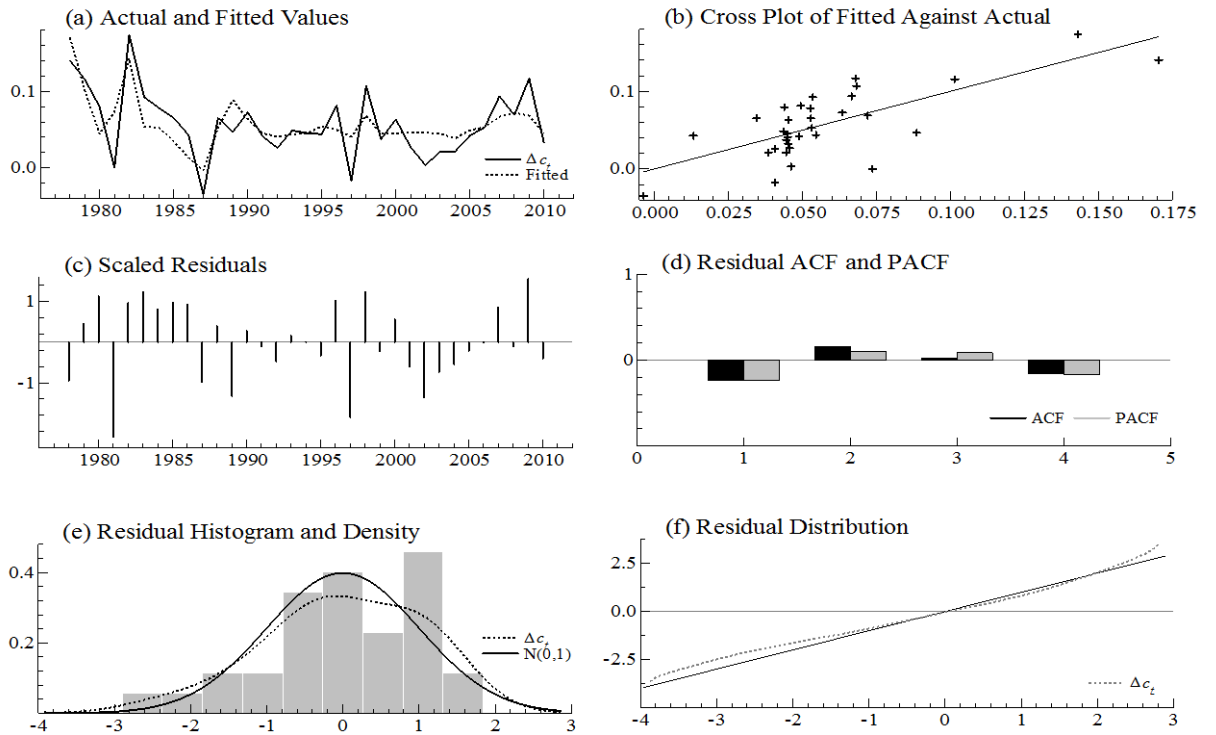 (a) Actual and Fitted Values
0.1
0.0
Δc_t
Fitted
1980 1985 1990 1995 2000 2005 2010
(b) Cross Plot of Fitted Against Actual
0.1
0.0
0.000 0.025 0.050 0.075 0.100 0.125 0.150 0.175
(c) Scaled Residuals
1
-1
1980 1985 1990 1995 2000 2005 2010
(d) Residual ACF and PACF
1
0
ACF PACF
0 1 2 3 4 5
(e) Residual Histogram and Density
0.4
0.2
Δc_t
N(0,1)
-4 -3 -2 -1 0 1 2 3
(f) Residual Distribution
2.5
0.0
-2.5
Δc_t
-4 -3 -2 -1 0 1 2 3